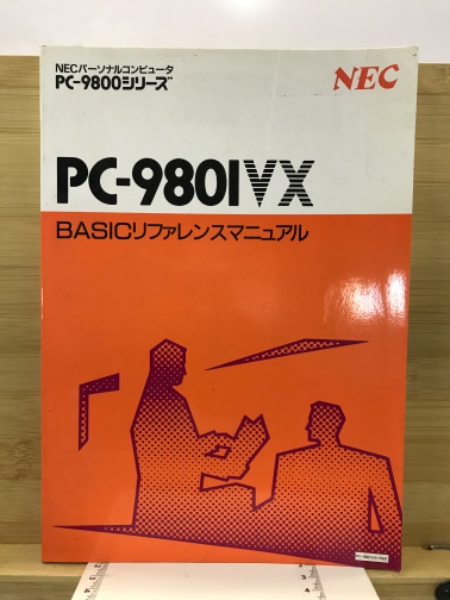 NECパーソナルコンピュータ
PC-9800シリーズ
NEC
PC-9801VX
BASICリファレンスマニュアル